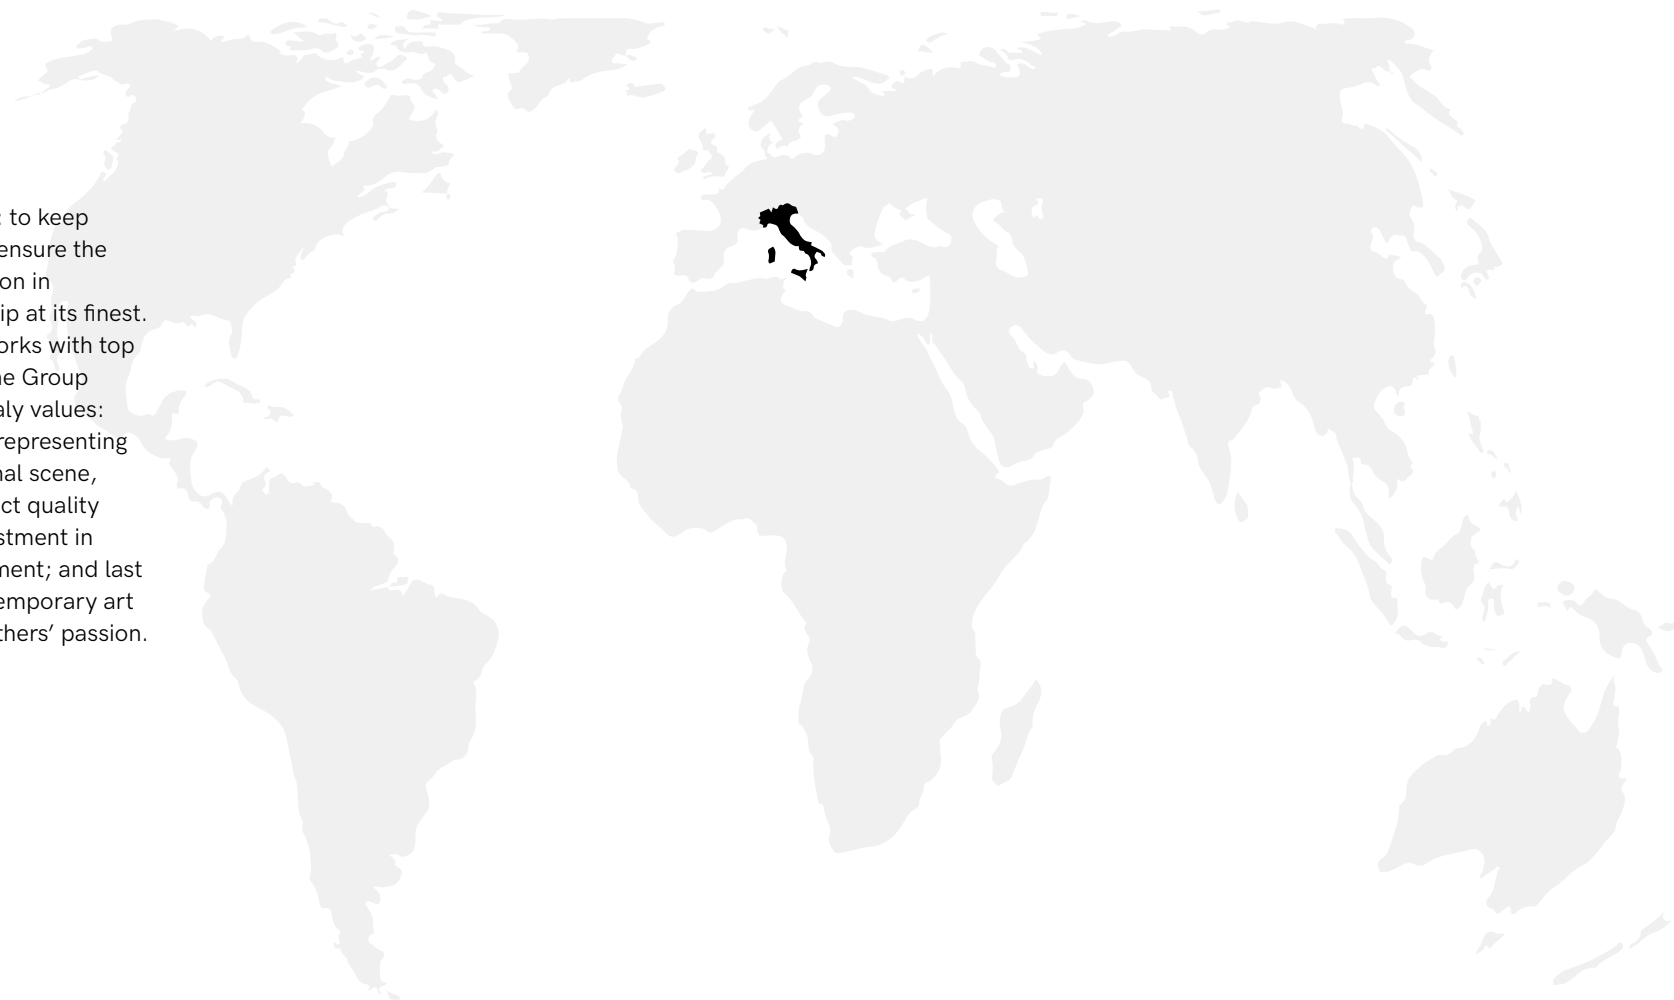 : to keep
ensure the
on in
ip at its finest.
orks with top
e Group
aly values:
representing
nal scene,
ct quality
stment in
ment; and last
emporary art
thers’ passion.